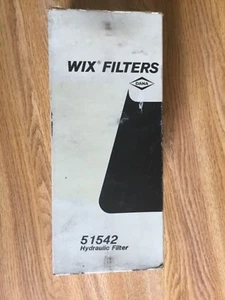 WIX® FILTERS
DANA
51542
Hydraulic Filter